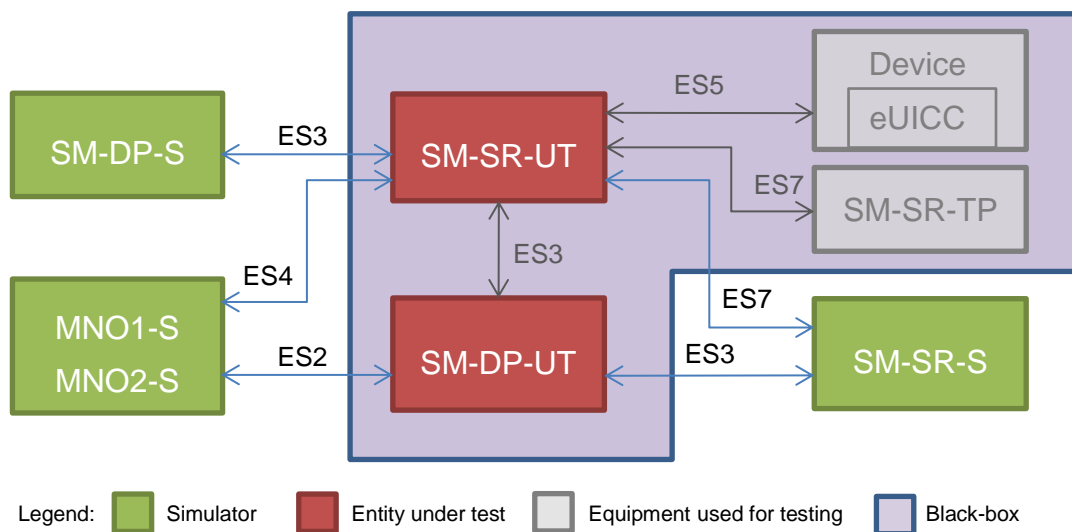 Device
eUICC
ES5
SM-DP-S
ES3
SM-SR-UT
ES7
SM-SR-TP
ES4
ES3
ES7
MNO1-S
MNO2-S
ES2
SM-DP-UT
ES3
SM-SR-S
Legend: Simulator Entity under test Equipment used for testing Black-box